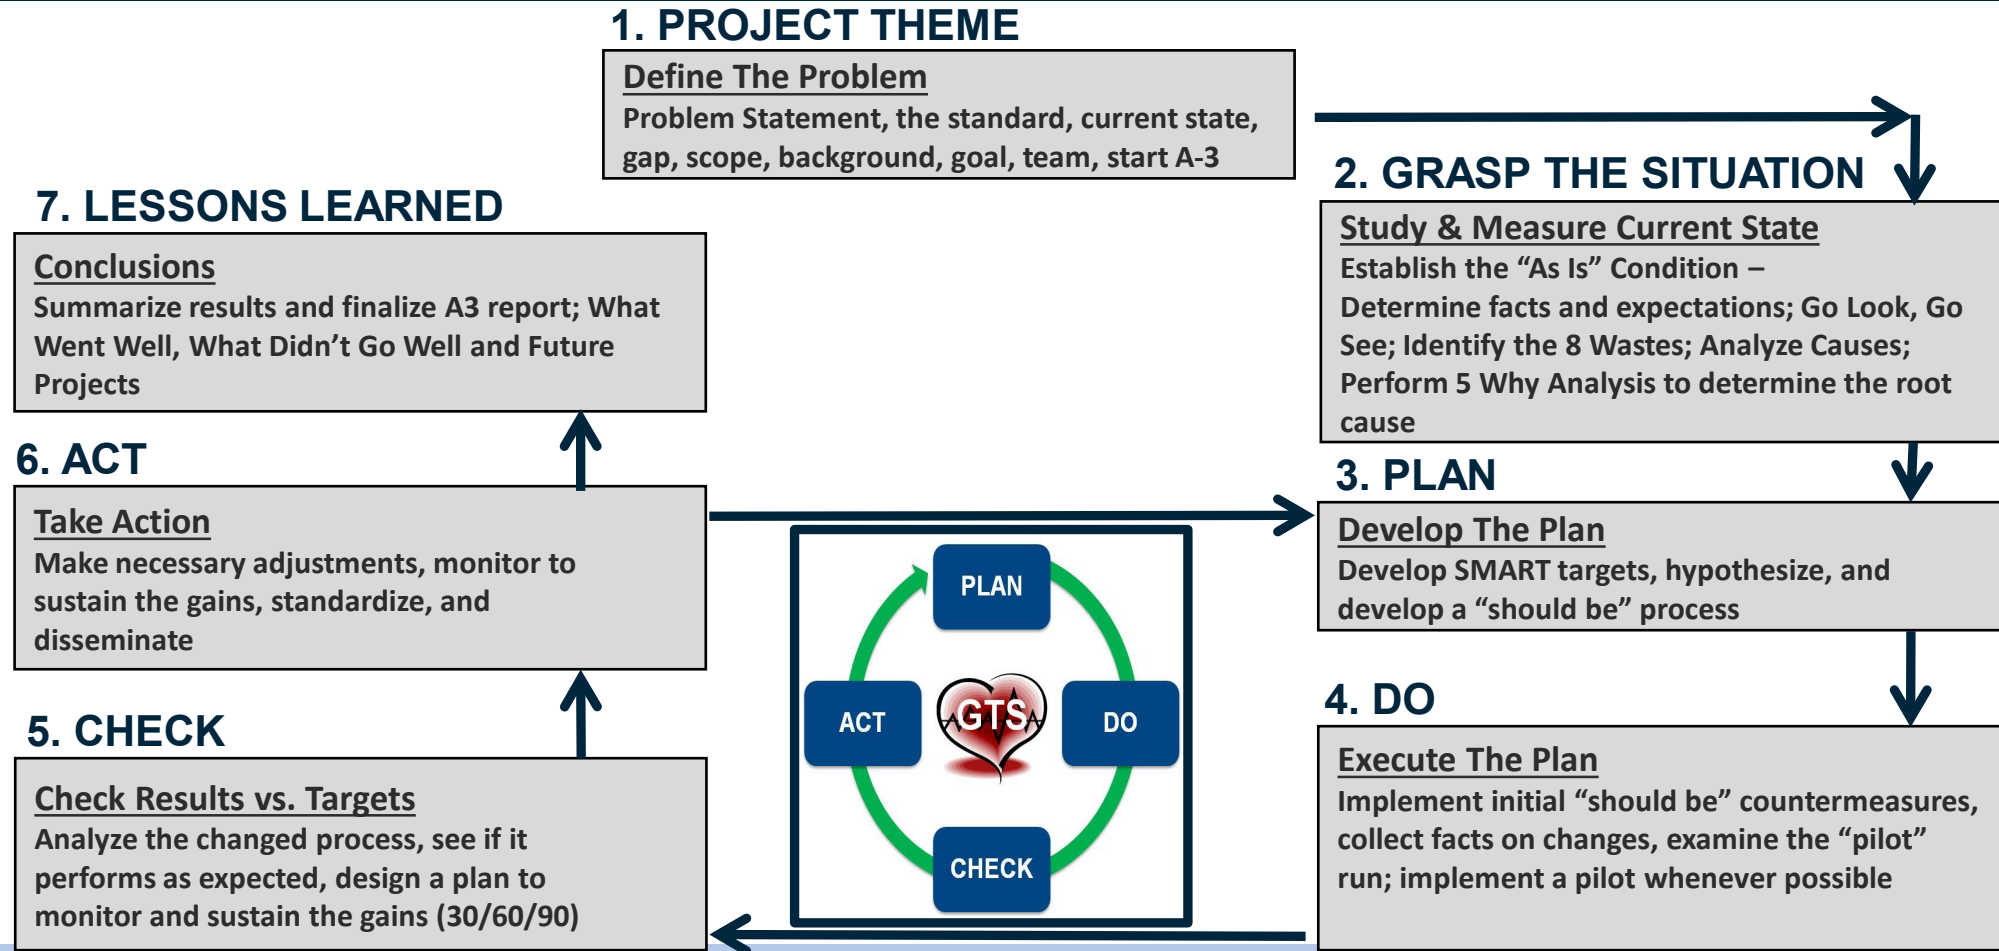 1. PROJECT THEME
Define The Problem
Problem Statement, the standard, current state,
gap, scope, background, goal, team, start A-3
2. GRASP THE SITUATION
Study & Measure Current State
Establish the “As Is” Condition –
Determine facts and expectations; Go Look, Go
See; Identify the 8 Wastes; Analyze Causes;
Perform 5 Why Analysis to determine the root
cause
3. PLAN
Develop The Plan
Develop SMART targets, hypothesize, and
develop a “should be” process
4. DO
Execute The Plan
Implement initial “should be” countermeasures,
collect facts on changes, examine the “pilot”
run; implement a pilot whenever possible
5. CHECK
Check Results vs. Targets
Analyze the changed process, see if it
performs as expected, design a plan to
monitor and sustain the gains (30/60/90)
6. ACT
Take Action
Make necessary adjustments, monitor to
sustain the gains, standardize, and
disseminate
7. LESSONS LEARNED
Conclusions
Summarize results and finalize A3 report; What
Went Well, What Didn’t Go Well and Future
Projects
PLAN
DO
CHECK
ACT
GTS